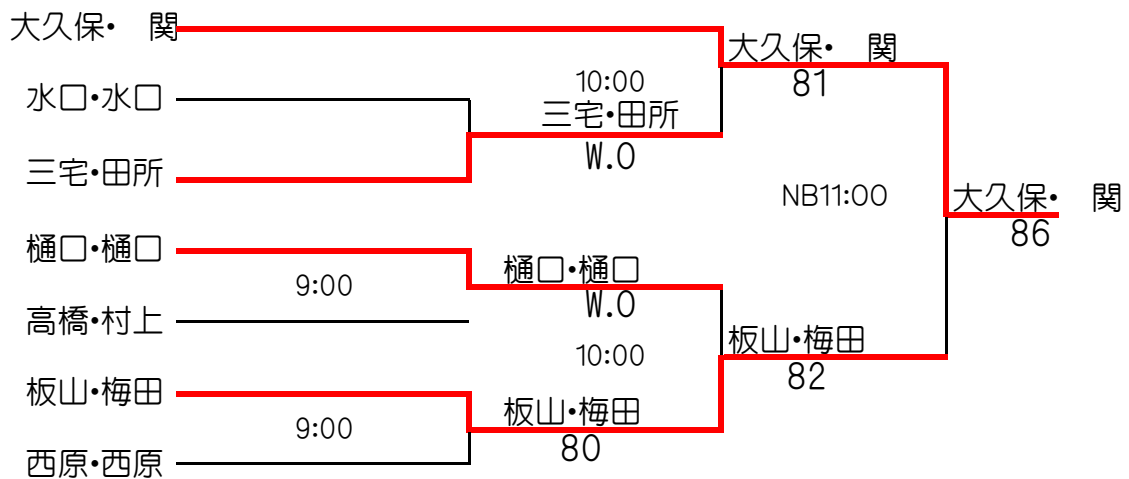 大久保・　関
大久保・　関
81
水口・水口
10:00
三宅・田所
W.O
三宅・田所
NB11:00
大久保・　関
86
樋口・樋口
9:00
樋口・樋口
W.O
高橋・村上
10:00
板山・梅田
82
板山・梅田
9:00
板山・梅田
80
西原・西原